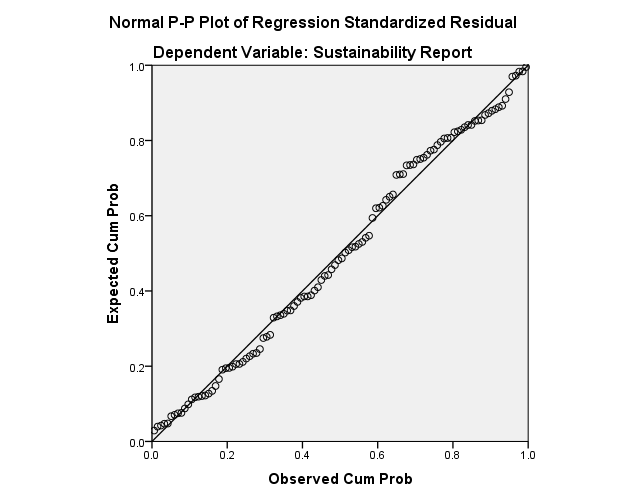 Normal P-P Plot of Regression Standardized Residual
Dependent Variable: Sustainability Report
1.0
0.8
0.6
0.4
0.2
0.0
Expected Cum Prob
0.0 0.2 0.4 0.6 0.8 1.0
Observed Cum Prob